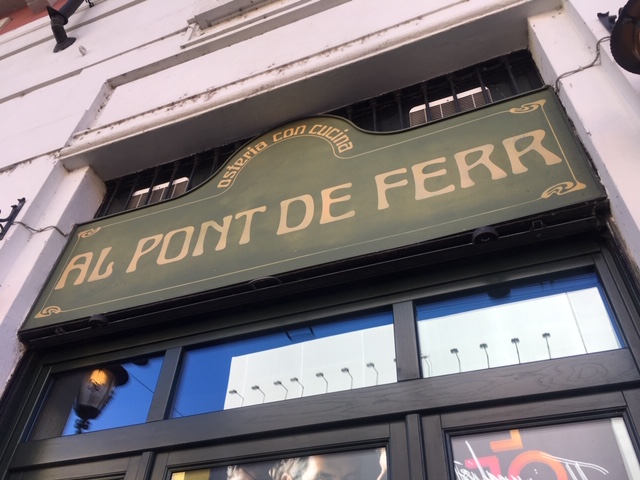 osteria con cucina
AL PONT DE FERR